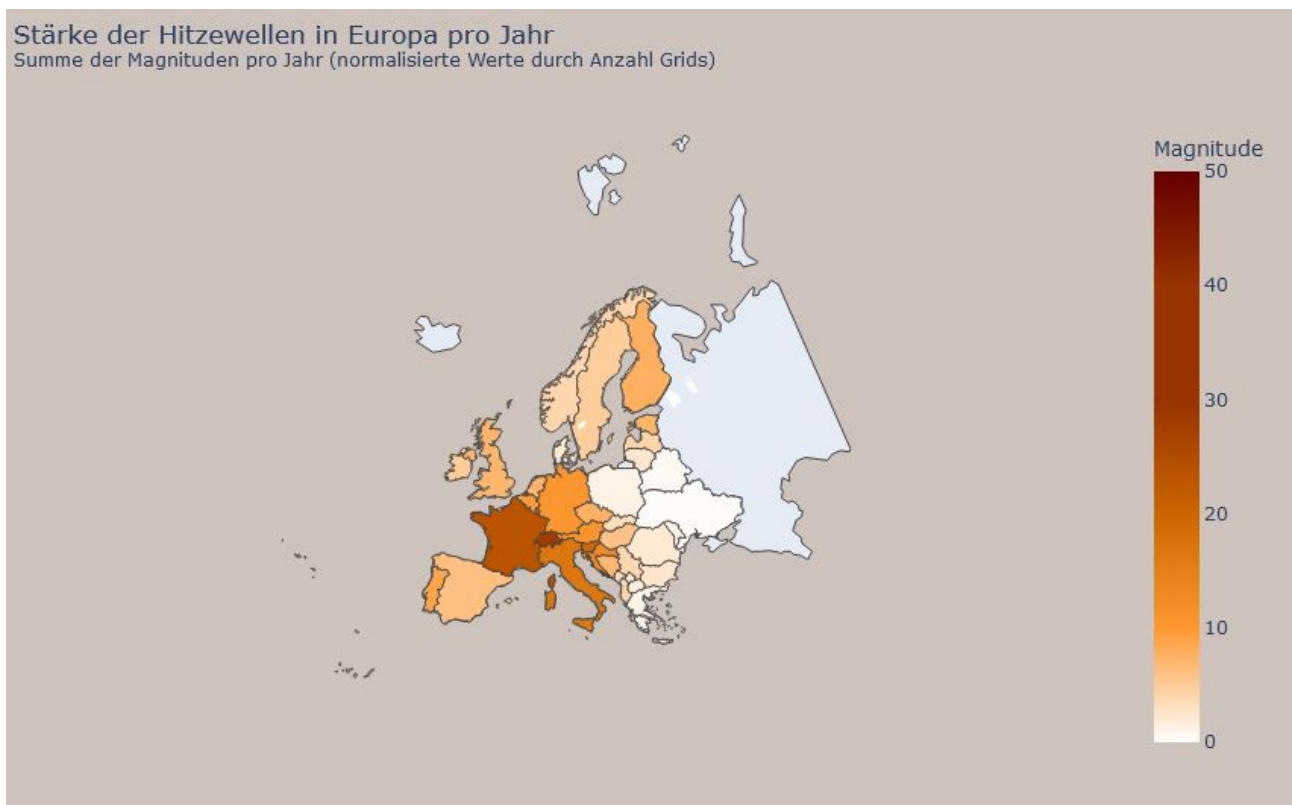 Stärke der Hitzewellen in Europa pro Jahr
Summe der Magnituden pro Jahr (normalisierte Werte durch Anzahl Grids)
Magnitude
50
40
30
20
10
0